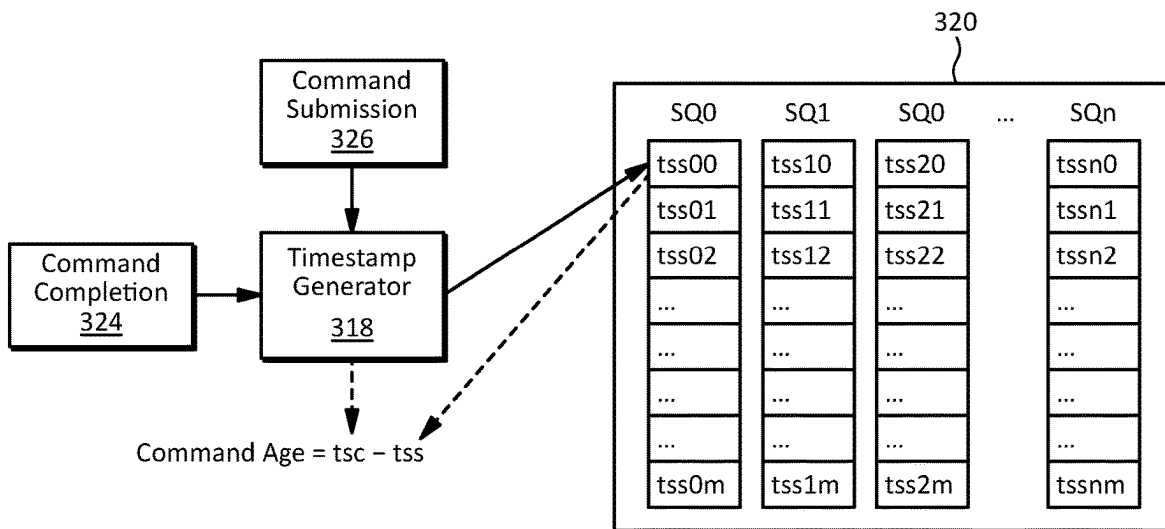 320
Command
Submission
326
SQ0 SQ1 SQ0 ... SQn
tss00 tss10 tss20 tssn0
tss01 tss11 tss21 tssn1
Command
Completion
324
Timestamp
Generator
318
tss02 tss12 tss22 tssn2
... ... ... ...
... ... ... ...
... ... ... ...
... ... ... ...
Command Age = tsc – tss
tss0m tss1m tss2m tssnm